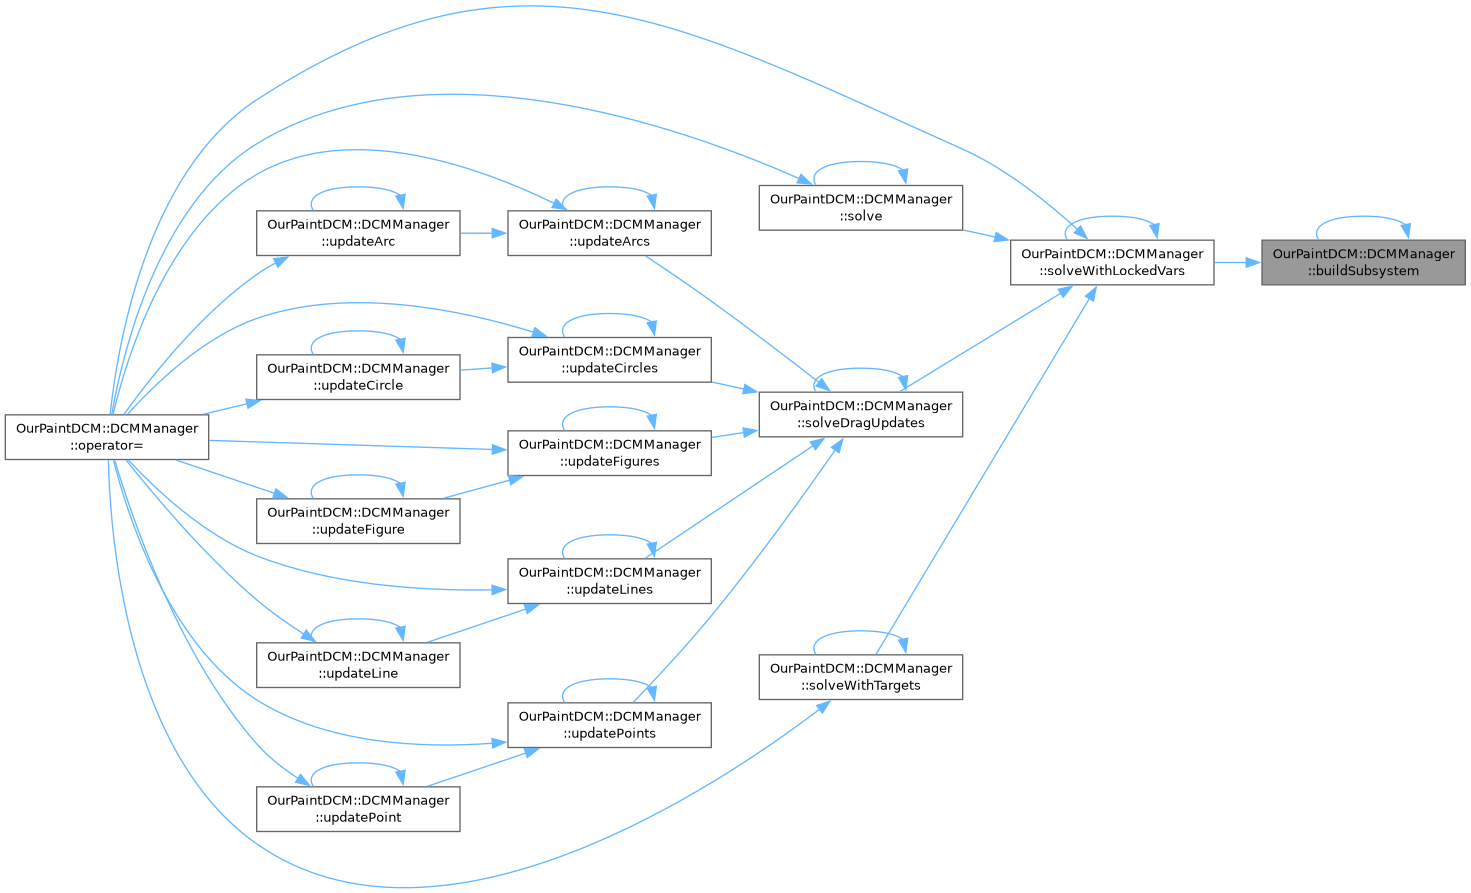 OurPaintDCM::DCMManager
::solve
OurPaintDCM::DCMManager
::updateArc
OurPaintDCM::DCMManager
::updateArcs
OurPaintDCM::DCMManager
::solveWithLockedVars
OurPaintDCM::DCMManager
::buildSubsystem
OurPaintDCM::DCMManager
::updateCircle
OurPaintDCM::DCMManager
::updateCircles
OurPaintDCM::DCMManager
::solveDragUpdates
OurPaintDCM::DCMManager
::operator=
OurPaintDCM::DCMManager
::updateFigures
OurPaintDCM::DCMManager
::updateFigure
OurPaintDCM::DCMManager
::updateLines
OurPaintDCM::DCMManager
::updateLine
OurPaintDCM::DCMManager
::solveWithTargets
OurPaintDCM::DCMManager
::updatePoints
OurPaintDCM::DCMManager
::updatePoint